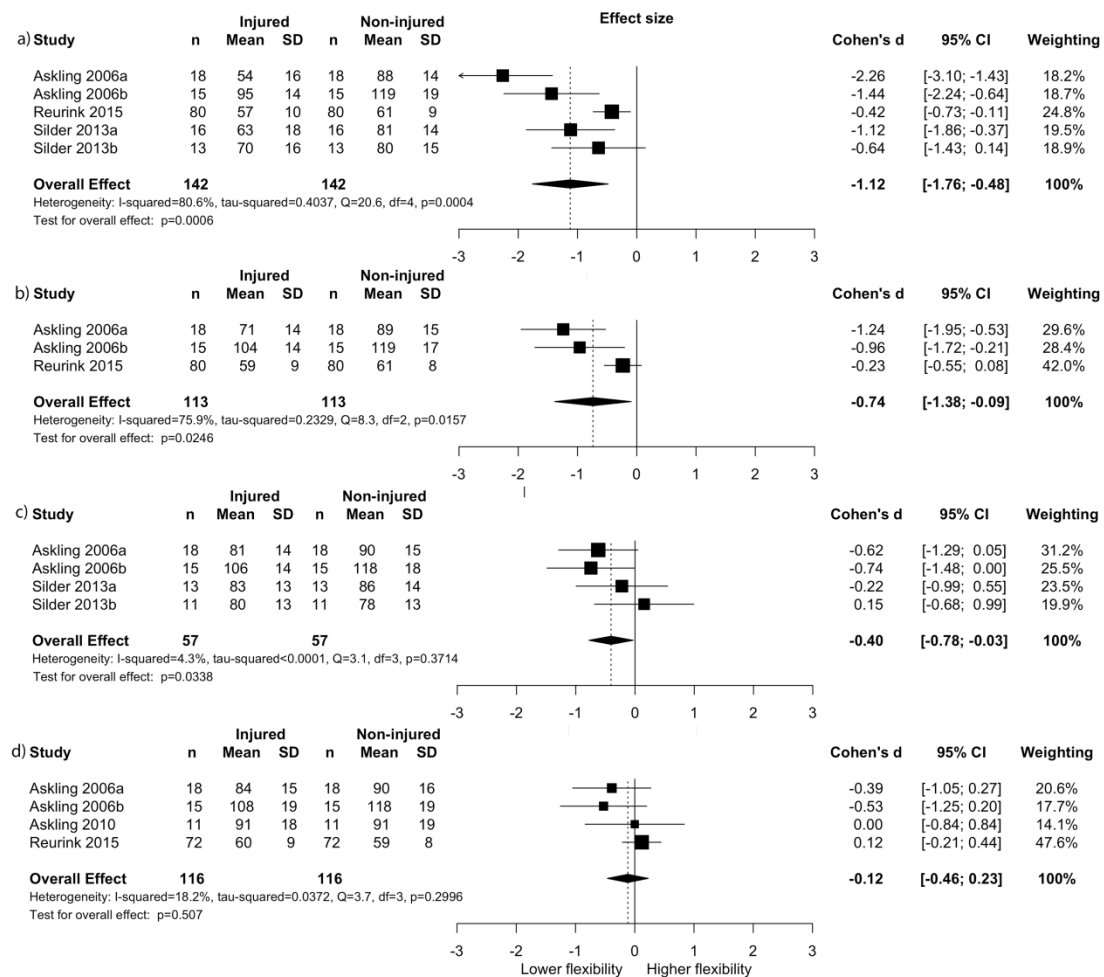 Injured Non-injured Effect size
a) Study n Mean SD n Mean SD Cohen's d 95% CI Weighting
Askling 2006a 18 54 16 18 88 14 -2.26 [-3.10; -1.43] 18.2%
Askling 2006b 15 95 14 15 119 19 -1.44 [-2.24; -0.64] 18.7%
Reurink 2015 80 57 10 80 61 9 -0.42 [-0.73; -0.11] 24.8%
Silder 2013a 16 63 18 16 81 14 -1.12 [-1.86; -0.37] 19.5%
Silder 2013b 13 70 16 13 80 15 -0.64 [-1.43; 0.14] 18.9%
Overall Effect 142 142 -1.12 [-1.76; -0.48] 100%
Heterogeneity: I-squared=80.6%, tau-squared=0.4037, Q=20.6, df=4, p=0.0004
Test for overall effect: p=0.0006
-3 -2 -1 0 1 2 3
Injured Non-injured
b) Study n Mean SD n Mean SD Cohen's d 95% CI Weighting
Askling 2006a 18 71 14 18 89 15 -1.24 [-1.95; -0.53] 29.6%
Askling 2006b 15 104 14 15 119 17 -0.96 [-1.72; -0.21] 28.4%
Reurink 2015 80 59 9 80 61 8 -0.23 [-0.55; 0.08] 42.0%
Overall Effect 113 113 -0.74 [-1.38; -0.09] 100%
Heterogeneity: I-squared=75.9%, tau-squared=0.2329, Q=8.3, df=2, p=0.0157
Test for overall effect: p=0.0246
-3 -2 -1 0 1 2 3
Injured Non-injured
c) Study n Mean SD n Mean SD Cohen's d 95% CI Weighting
Askling 2006a 18 81 14 18 90 15 -0.62 [-1.29; 0.05] 31.2%
Askling 2006b 15 106 14 15 118 18 -0.74 [-1.48; 0.00] 25.5%
Silder 2013a 13 83 13 13 86 14 -0.22 [-0.99; 0.55] 23.5%
Silder 2013b 11 80 13 11 78 13 0.15 [-0.68; 0.99] 19.9%
Overall Effect 57 57 -0.40 [-0.78; -0.03] 100%
Heterogeneity: I-squared=4.3%, tau-squared<0.0001, Q=3.1, df=3, p=0.3714
Test for overall effect: p=0.0338
-3 -2 -1 0 1 2 3
Injured Non-injured
d) Study n Mean SD n Mean SD Cohen's d 95% CI Weighting
Askling 2006a 18 84 15 18 90 16 -0.39 [-1.05; 0.27] 20.6%
Askling 2006b 15 108 19 15 118 19 -0.53 [-1.25; 0.20] 17.7%
Askling 2010 11 91 18 11 91 19 0.00 [-0.84; 0.84] 14.1%
Reurink 2015 72 60 9 72 59 8 0.12 [-0.21; 0.44] 47.6%
Overall Effect 116 116 -0.12 [-0.46; 0.23] 100%
Heterogeneity: I-squared=18.2%, tau-squared=0.0372, Q=3.7, df=3, p=0.2996
Test for overall effect: p=0.507
-3 -2 -1 0 1 2 3
Lower flexibility Higher flexibility